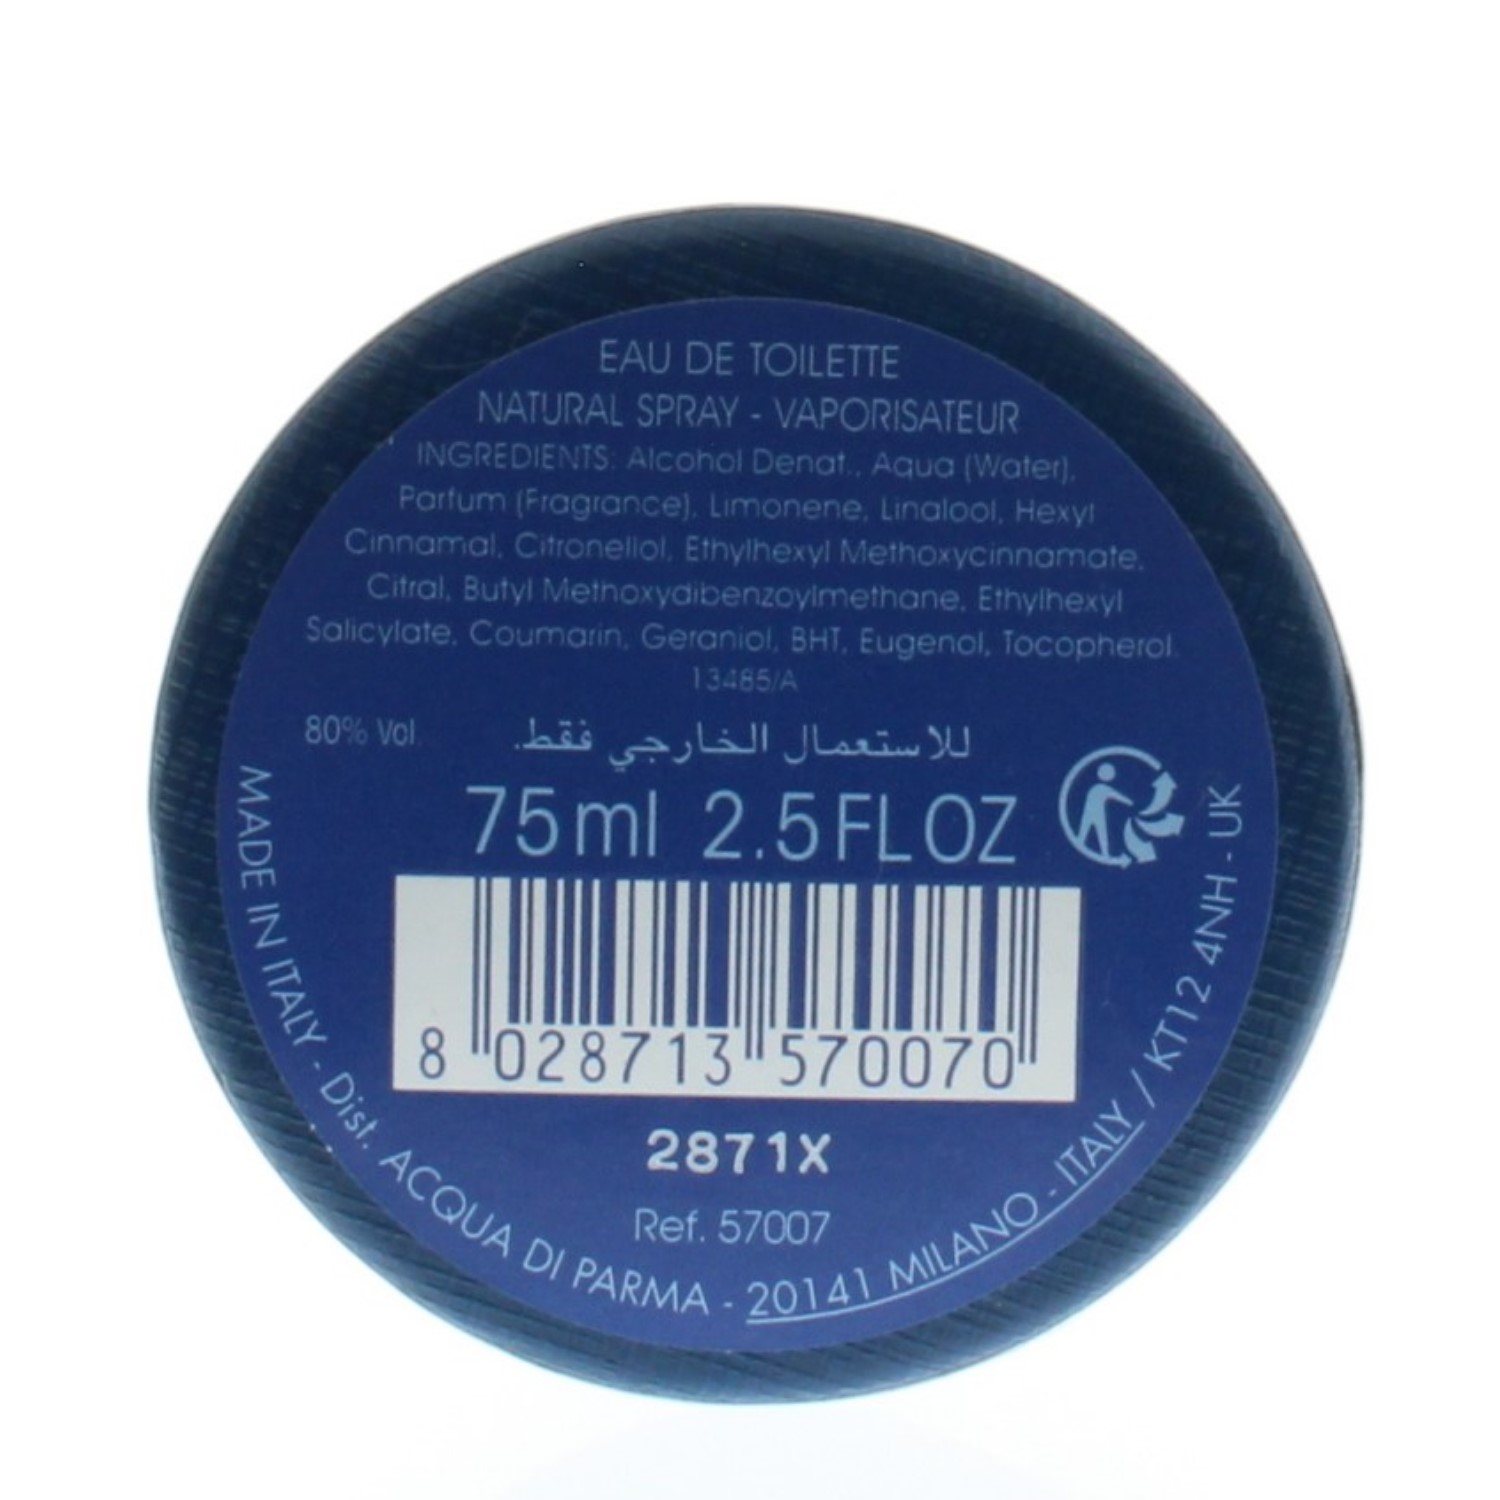 EAU DE TOILETTE
NATURAL SPRAY - VAPORISATEUR
INGREDIENTS: Alcohol Denat., Aqua (Water),
Parfum (Fragrance), Limonene, Linalool, Hexyl
Cinnamal, Citronellol, Ethylhexyl Methoxycinnamate,
Citral, Butyl Methoxydibenzoylmethane, Ethylhexyl
Salicylate, Coumarin, Geraniol, BHT, Eugenol, Tocopherol.
13485/A
80% Vol.
للاستعمال الخارجي فقط.
75ml 2.5FL OZ
8 028713 570070
2871X
Ref. 57007
MADE IN ITALY - Dist. ACQUA DI PARMA - 20141 MILANO - ITALY / KT12 4NH - UK